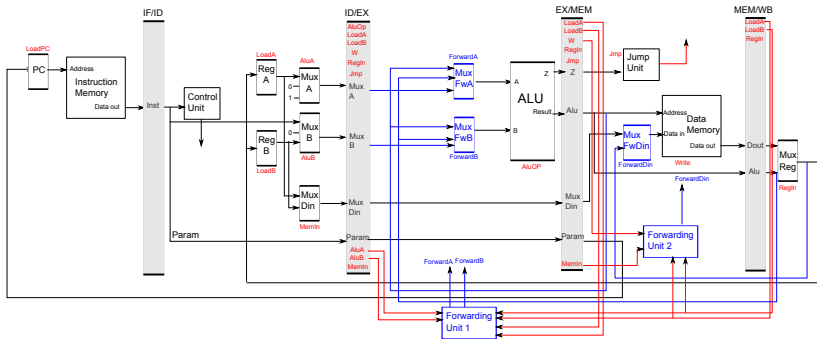 IF/ID
ID/EX
EX/MEM
MEM/WB
LoadPC
PC
Address
Instruction
Memory
Data out
Inst
Control
Unit
Param
LoadA
Reg
A
Reg
B
LoadB
AluA
Mux
A
0
1
Mux
B
0
AluB
Mux
Din
MemIn
AluOp
LoadA
LoadB
W
RegIn
Jmp
Mux
A
Mux
B
Mux
Din
Param
AluA
AluB
MemIn
ForwardA
Mux
FwA
Mux
FwB
ForwardB
A
B
ALU
Z
Result
AluOP
ForwardA
ForwardB
Forwarding
Unit 1
LoadA
LoadB
W
RegIn
Jmp
Z
Alu
Mux
Din
Param
MemIn
Jmp
Jump
Unit
Mux
FwDin
ForwardDin
Address
Data
Memory
Data in
Data out
Write
ForwardDin
Forwarding
Unit 2
LoadA
LoadB
RegIn
Dout
Alu
Mux
Reg
RegIn